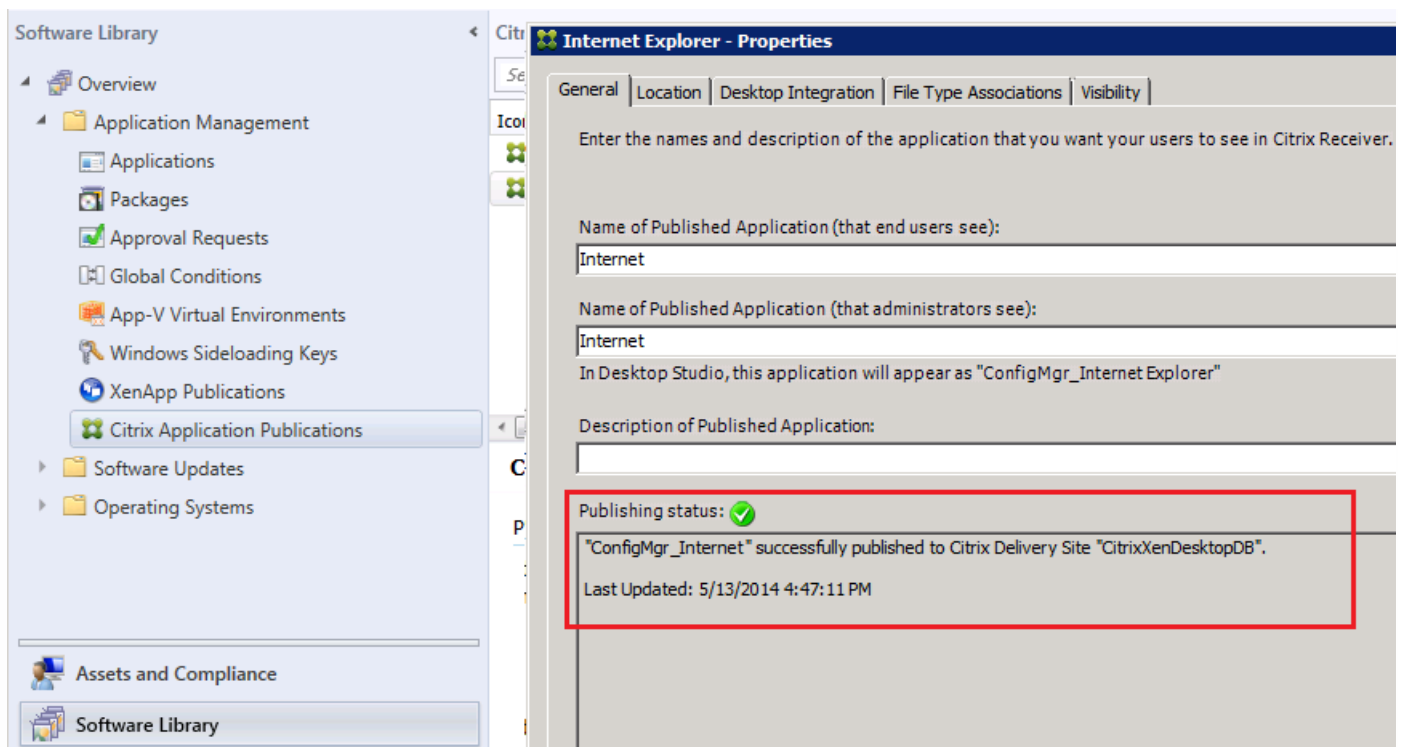 Software Library
Overview
Application Management
Applications
Packages
Approval Requests
Global Conditions
App-V Virtual Environments
Windows Sideloading Keys
XenApp Publications
Citrix Application Publications
Software Updates
Operating Systems
Assets and Compliance
Software Library
Internet Explorer - Properties
General Location Desktop Integration File Type Associations Visibility
Enter the names and description of the application that you want your users to see in Citrix Receiver.
Name of Published Application (that end users see):
Internet
Name of Published Application (that administrators see):
Internet
In Desktop Studio, this application will appear as "ConfigMgr_Internet Explorer"
Description of Published Application:
Publishing status:
"ConfigMgr_Internet" successfully published to Citrix Delivery Site "CitrixXenDesktopDB".
Last Updated: 5/13/2014 4:47:11 PM